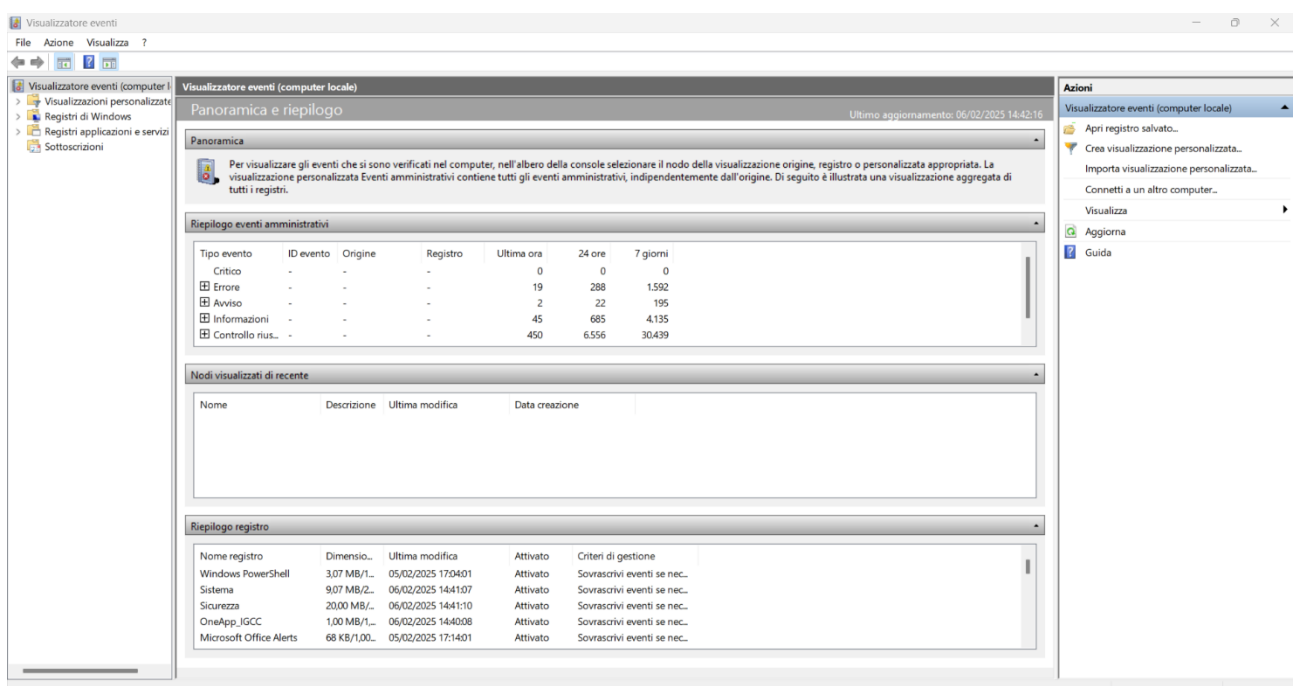 Visualizzatore eventi
File Azione Visualizza ?
Visualizzatore eventi (computer l
Visualizzazioni personalizzate
Registri di Windows
Registri applicazioni e servizi
Sottoscrizioni
Visualizzatore eventi (computer locale)
Panoramica e riepilogo
Ultimo aggiornamento: 06/02/2025 14:42:16
Panoramica
Per visualizzare gli eventi che si sono verificati nel computer, nell'albero della console selezionare il nodo della visualizzazione origine, registro o personalizzata appropriata. La
visualizzazione personalizzata Eventi amministrativi contiene tutti gli eventi amministrativi, indipendentemente dall'origine. Di seguito è illustrata una visualizzazione aggregata di
tutti i registri.
Riepilogo eventi amministrativi
Tipo evento ID evento Origine Registro Ultima ora 24 ore 7 giorni
Critico - - - 0 0 0
Errore - - - 19 288 1.592
Avviso - - - 2 22 195
Informazioni - - - 45 685 4.135
Controllo rius... - - - 450 6.556 30.439
Nodi visualizzati di recente
Nome Descrizione Ultima modifica Data creazione
Riepilogo registro
Nome registro Dimensio... Ultima modifica Attivato Criteri di gestione
Windows PowerShell 3,07 MB/1... 05/02/2025 17:04:01 Attivato Sovrascrivi eventi se nec...
Sistema 9,07 MB/2... 06/02/2025 14:41:07 Attivato Sovrascrivi eventi se nec...
Sicurezza 20,00 MB/... 06/02/2025 14:41:10 Attivato Sovrascrivi eventi se nec...
OneApp_IGCC 1,00 MB/1,... 06/02/2025 14:40:08 Attivato Sovrascrivi eventi se nec...
Microsoft Office Alerts 68 KB/1,00... 05/02/2025 17:14:01 Attivato Sovrascrivi eventi se nec...
Azioni
Visualizzatore eventi (computer locale)
Apri registro salvato...
Crea visualizzazione personalizzata...
Importa visualizzazione personalizzata...
Connetti a un altro computer...
Visualizza
Aggiorna
Guida